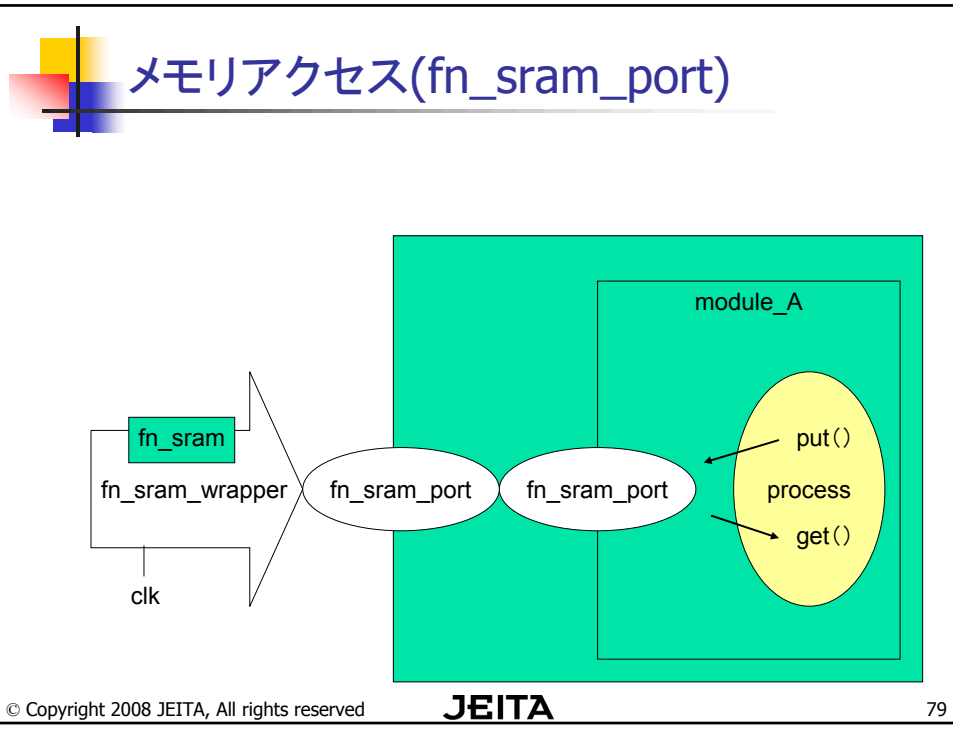 メモリアクセス(fn_sram_port)
module_A
fn_sram
put()
fn_sram_wrapper
fn_sram_port
fn_sram_port
process
get()
clk
© Copyright 2008 JEITA, All rights reserved
JEITA
79